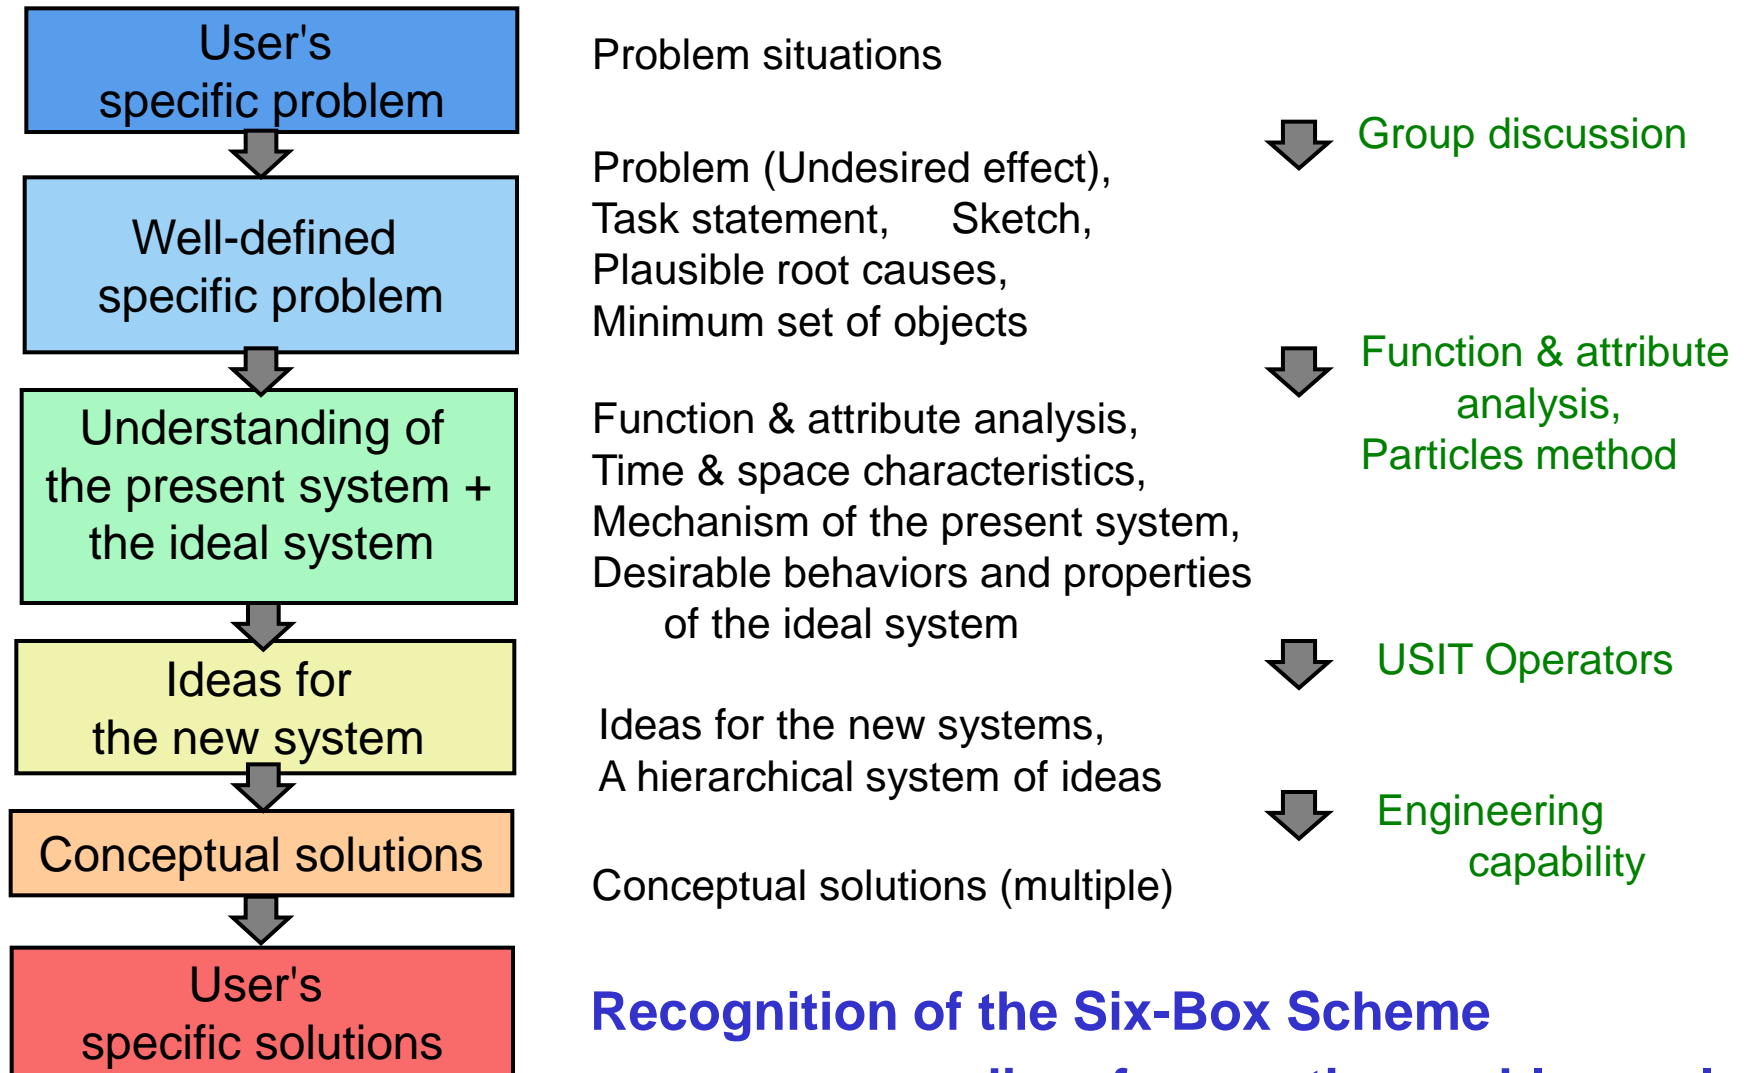 User's
specific problem
Well-defined
specific problem
Understanding of
the present system +
the ideal system
Ideas for
the new system
Conceptual solutions
User's
specific solutions
Problem situations
Problem (Undesired effect),
Task statement, Sketch,
Plausible root causes,
Minimum set of objects
Function & attribute analysis,
Time & space characteristics,
Mechanism of the present system,
Desirable behaviors and properties
of the ideal system
Ideas for the new systems,
A hierarchical system of ideas
Conceptual solutions (multiple)
Group discussion
Function & attribute
analysis,
Particles method
USIT Operators
Engineering
capability
Recognition of the Six-Box Scheme